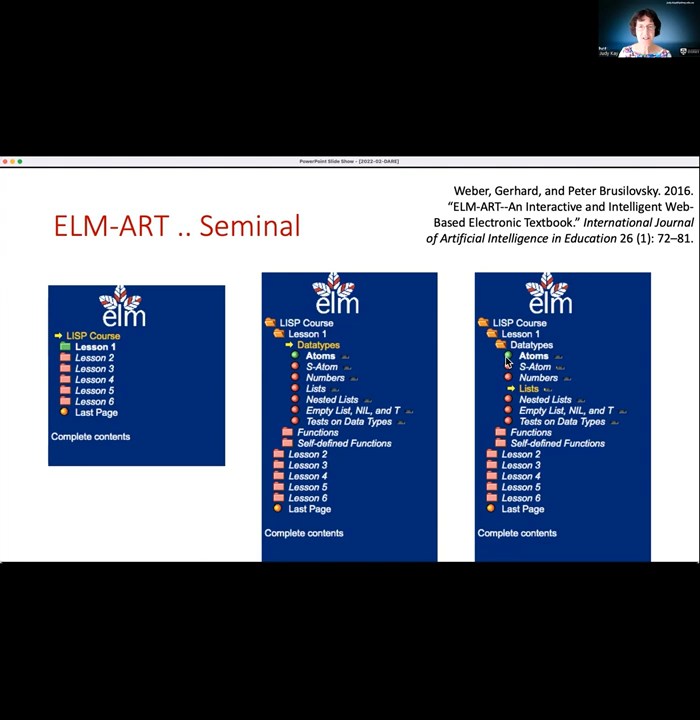 Judy Kay
PowerPoint Slide Show - [2022-02-DARE]
ELM-ART .. Seminal
Weber, Gerhard, and Peter Brusilovsky. 2016.
“ELM-ART--An Interactive and Intelligent Web-
Based Electronic Textbook.” International Journal
of Artificial Intelligence in Education 26 (1): 72–81.
elm
LISP Course
Lesson 1
Lesson 2
Lesson 3
Lesson 4
Lesson 5
Lesson 6
Last Page
Complete contents
elm
LISP Course
Lesson 1
Datatypes
Atoms
S-Atom
Numbers
Lists
Nested Lists
Empty List, NIL, and T
Tests on Data Types
Functions
Self-defined Functions
Lesson 2
Lesson 3
Lesson 4
Lesson 5
Lesson 6
Last Page
Complete contents
elm
LISP Course
Lesson 1
Datatypes
Atoms
S-Atom
Numbers
Lists
Nested Lists
Empty List, NIL, and T
Tests on Data Types
Functions
Self-defined Functions
Lesson 2
Lesson 3
Lesson 4
Lesson 5
Lesson 6
Last Page
Complete contents